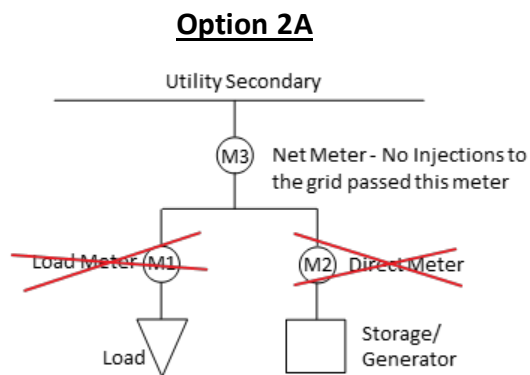 Option 2A
Utility Secondary
M3
Net Meter - No Injections to
the grid passed this meter
Load Meter
M1
M2
Direct Meter
Load
Storage/
Generator